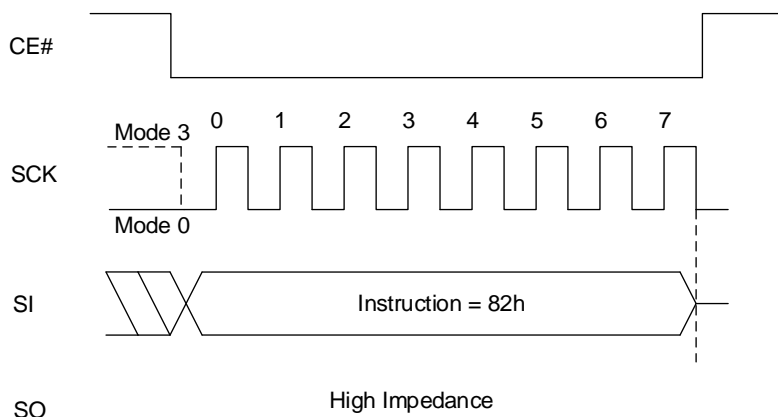 CE#
Mode 3
0 1 2 3 4 5 6 7
SCK
Mode 0
SI
Instruction = 82h
SO
High Impedance